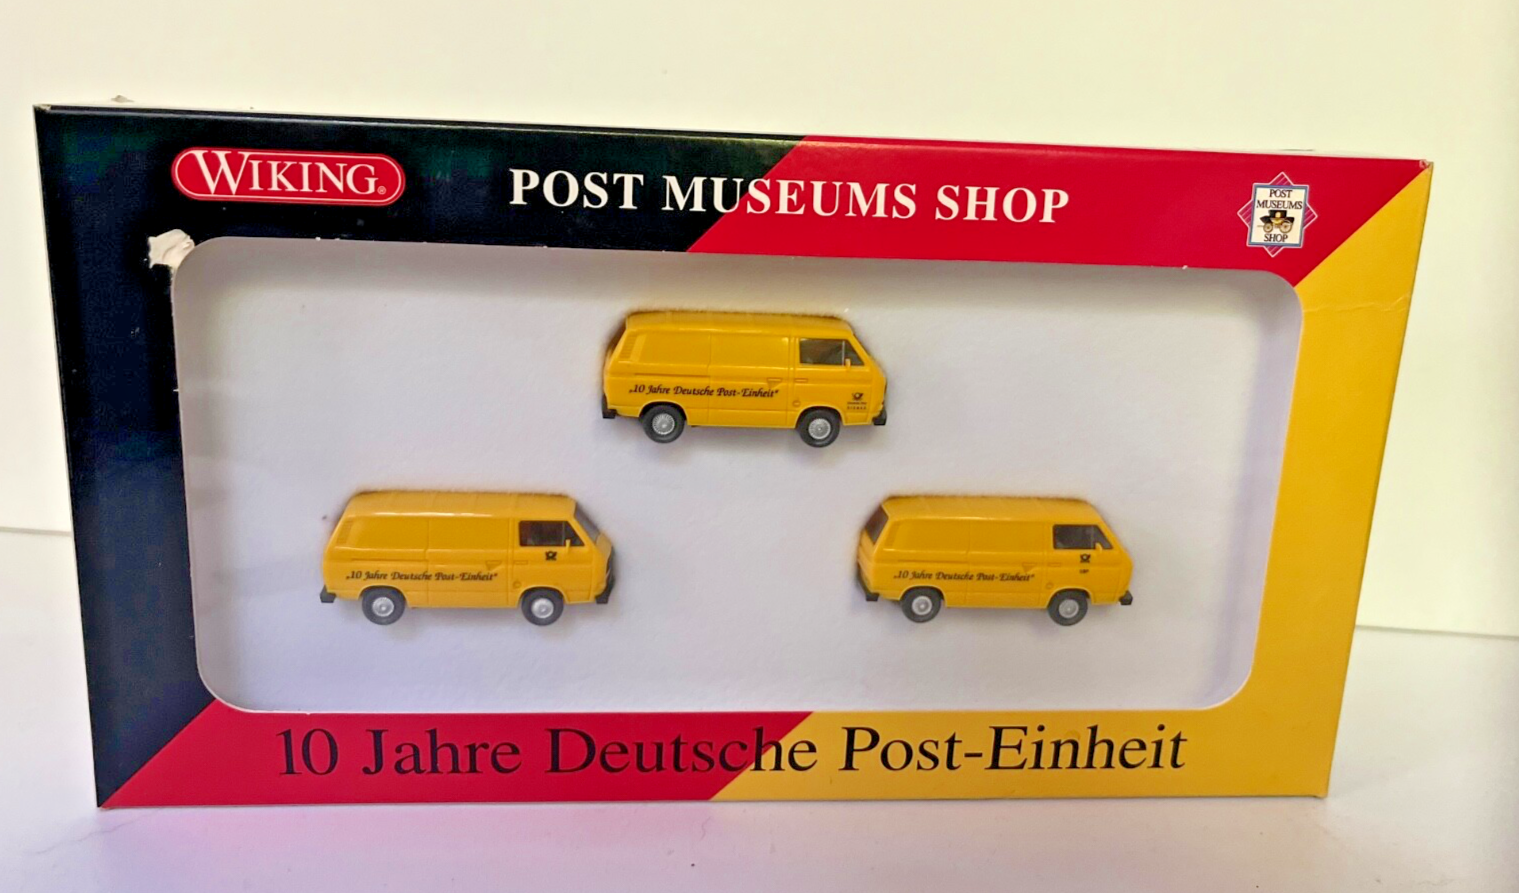 WIKING®
POST MUSEUMS SHOP
POST
MUSEUMS
SHOP
„10 Jahre Deutsche Post-Einheit"
„10 Jahre Deutsche Post-Einheit"
„10 Jahre Deutsche Post-Einheit"
10 Jahre Deutsche Post-Einheit